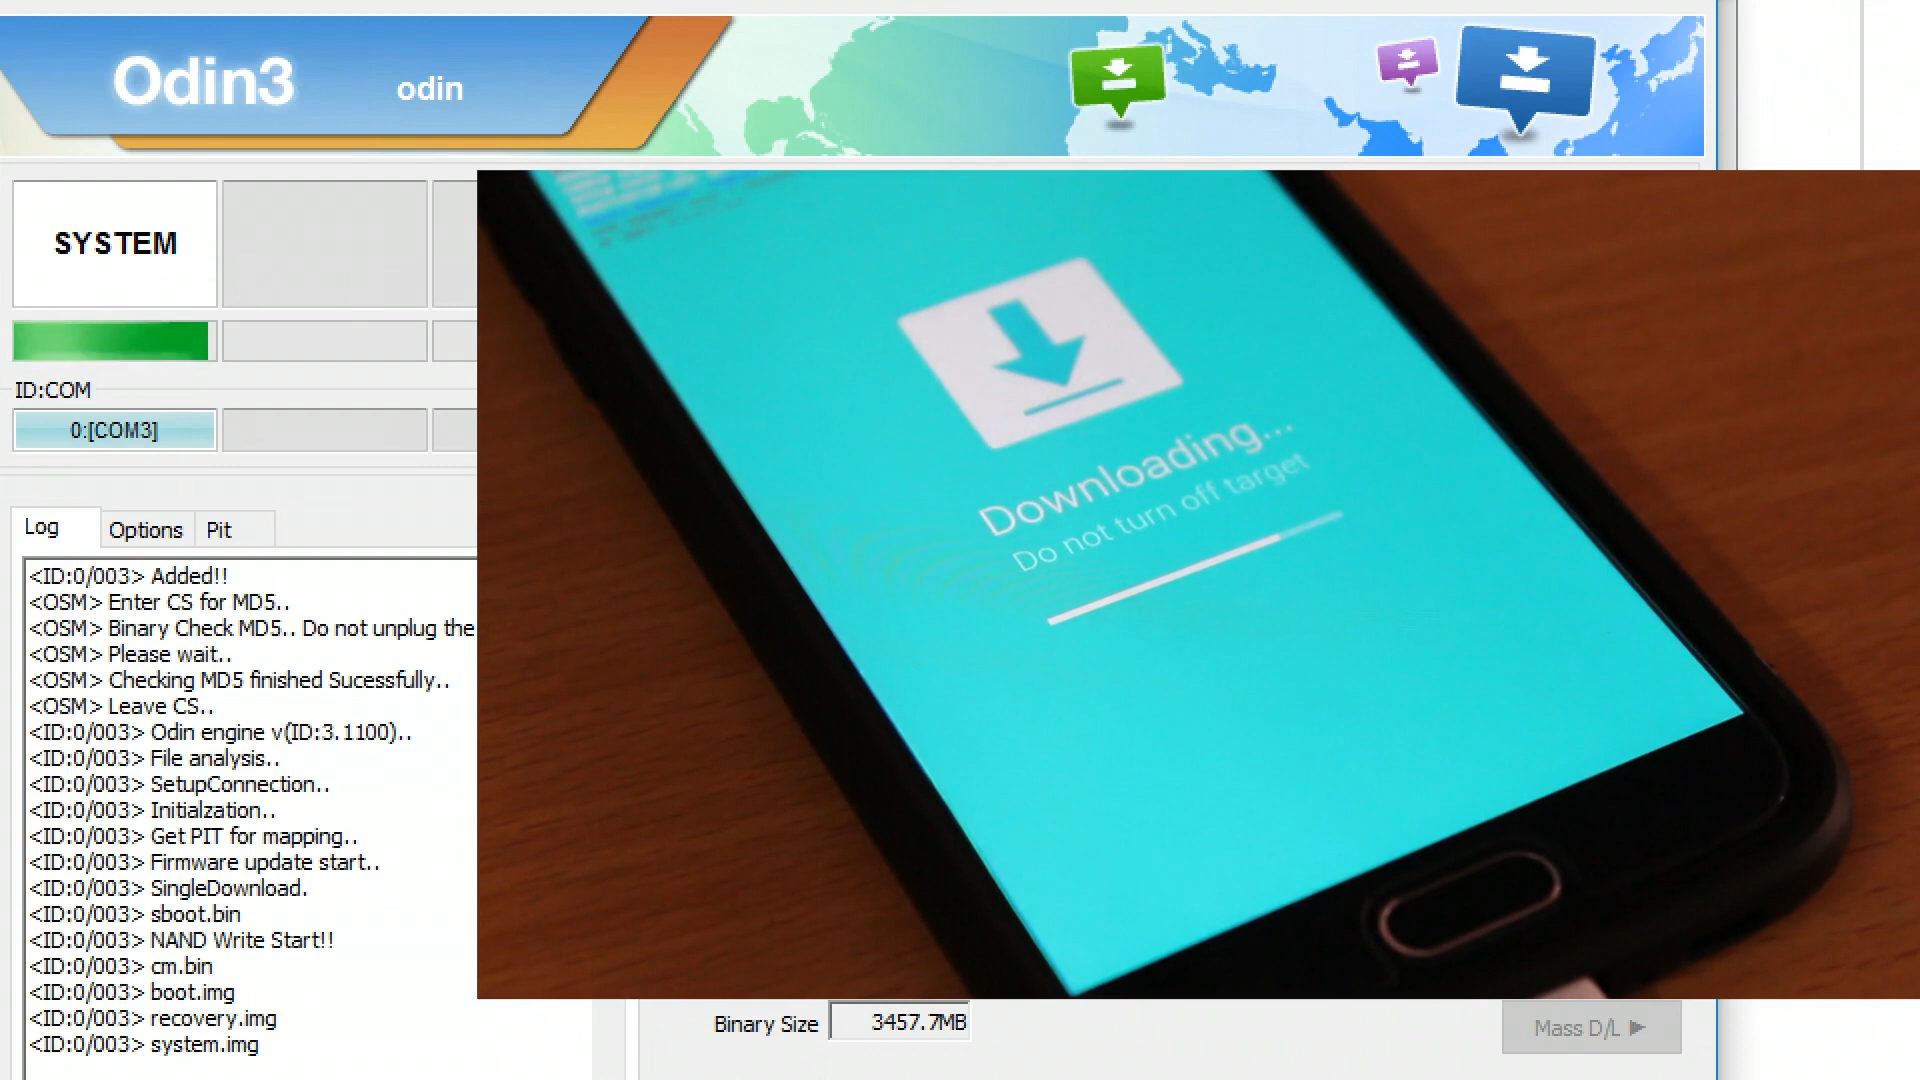 Odin3
odin
SYSTEM
ID:COM
0:[COM3]
Log
Options
Pit
<ID:0/003> Added!!
<OSM> Enter CS for MD5..
<OSM> Binary Check MD5.. Do not unplug the
<OSM> Please wait..
<OSM> Checking MD5 finished Sucessfully..
<OSM> Leave CS..
<ID:0/003> Odin engine v(ID:3.1100)..
<ID:0/003> File analysis..
<ID:0/003> SetupConnection..
<ID:0/003> Initialzation..
<ID:0/003> Get PIT for mapping..
<ID:0/003> Firmware update start..
<ID:0/003> SingleDownload.
<ID:0/003> sboot.bin
<ID:0/003> NAND Write Start!!
<ID:0/003> cm.bin
<ID:0/003> boot.img
<ID:0/003> recovery.img
<ID:0/003> system.img
Downloading...
Do not turn off target
Binary Size
3457.7MB
Mass D/L